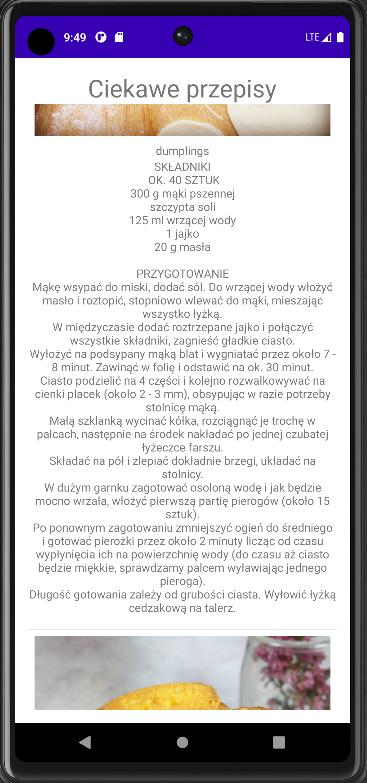 9:49
LTE
Ciekawe przepisy
dumplings
SKŁADNIKI
OK. 40 SZTUK
300 g mąki pszennej
szczypta soli
125 ml wrzącej wody
1 jajko
20 g masła
PRZYGOTOWANIE
Mąkę wsypać do miski, dodać sól. Do wrzącej wody włożyć
masło i roztopić, stopniowo wlewać do mąki, mieszając
wszystko łyżką.
W międzyczasie dodać roztrzepane jajko i połączyć
wszystkie składniki, zagnieść gładkie ciasto.
Wyłożyć na podsypany mąką blat i wygniatać przez około 7 -
8 minut. Zawinąć w folię i odstawić na ok. 30 minut.
Ciasto podzielić na 4 części i kolejno rozwałkowywać na
cienki placek (około 2 - 3 mm), obsypując w razie potrzeby
stolnicę mąką.
Małą szklanką wycinać kółka, rozciągnąć je trochę w
palcach, następnie na środek nakładać po jednej czubatej
łyżeczce farszu.
Składać na pół i zlepiać dokładnie brzegi, układać na
stolnicy.
W dużym garnku zagotować osoloną wodę i jak będzie
mocno wrzała, włożyć pierwszą partię pierogów (około 15
sztuk).
Po ponownym zagotowaniu zmniejszyć ogień do średniego
i gotować pierożki przez około 2 minuty licząc od czasu
wypłynięcia ich na powierzchnię wody (do czasu aż ciasto
będzie miękkie, sprawdzamy palcem wyławiając jednego
pieroga).
Długość gotowania zależy od grubości ciasta. Wyłowić łyżką
cedzakową na talerz.